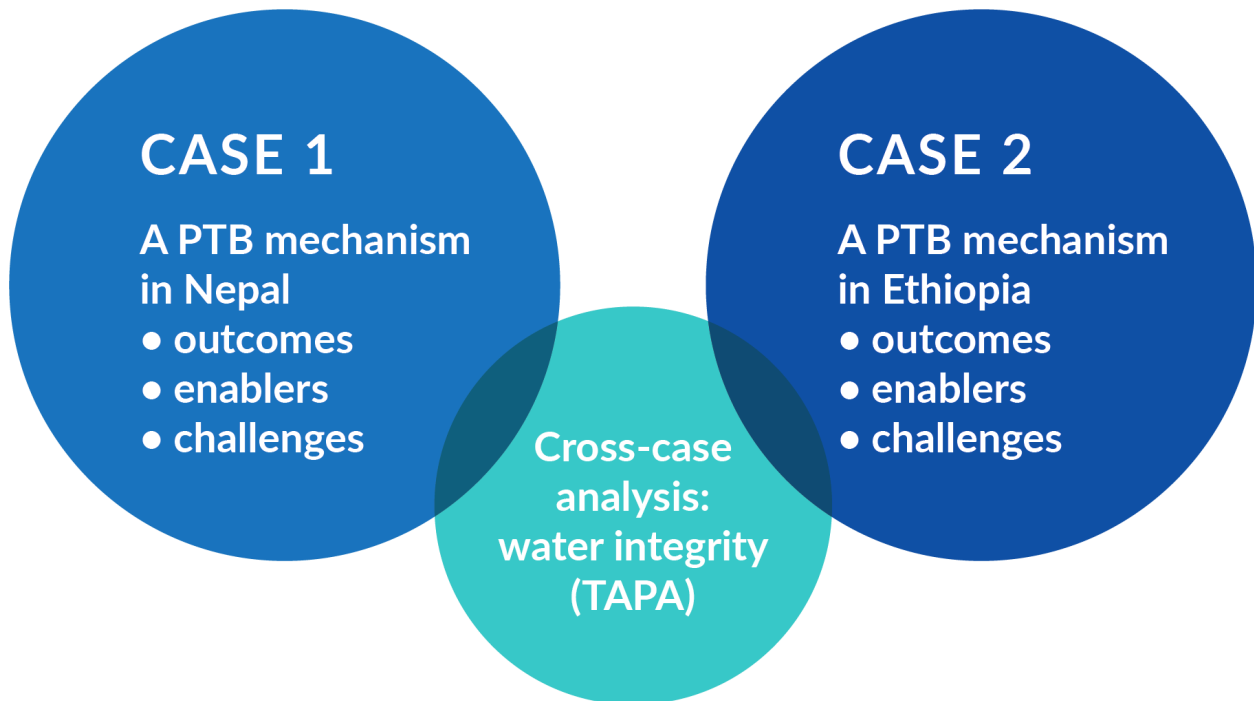 CASE 1
A PTB mechanism
in Nepal
● outcomes
● enablers
● challenges
CASE 2
A PTB mechanism
in Ethiopia
● outcomes
● enablers
● challenges
Cross-case
analysis:
water integrity
(TAPA)